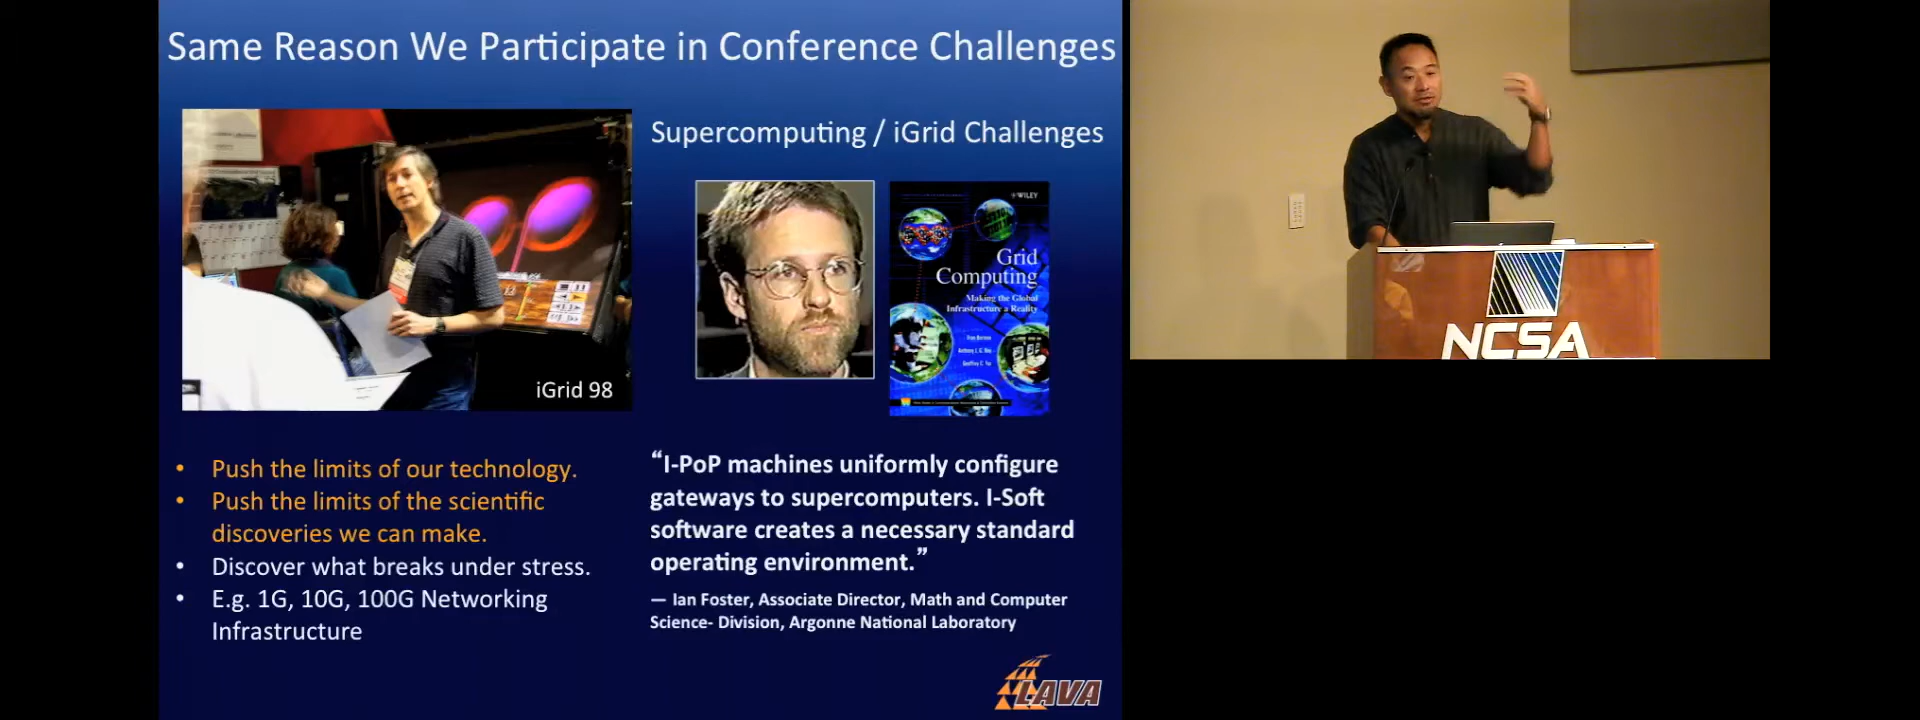 Same Reason We Participate in Conference Challenges
Supercomputing / iGrid Challenges
iGrid 98
WILEY
Grid
Computing
Making the Global
Infrastructure a Reality
• Push the limits of our technology.
• Push the limits of the scientific
discoveries we can make.
• Discover what breaks under stress.
• E.g. 1G, 10G, 100G Networking
Infrastructure
“I-PoP machines uniformly configure
gateways to supercomputers. I-Soft
software creates a necessary standard
operating environment.”
— Ian Foster, Associate Director, Math and Computer
Science- Division, Argonne National Laboratory
LAVA
NCSA